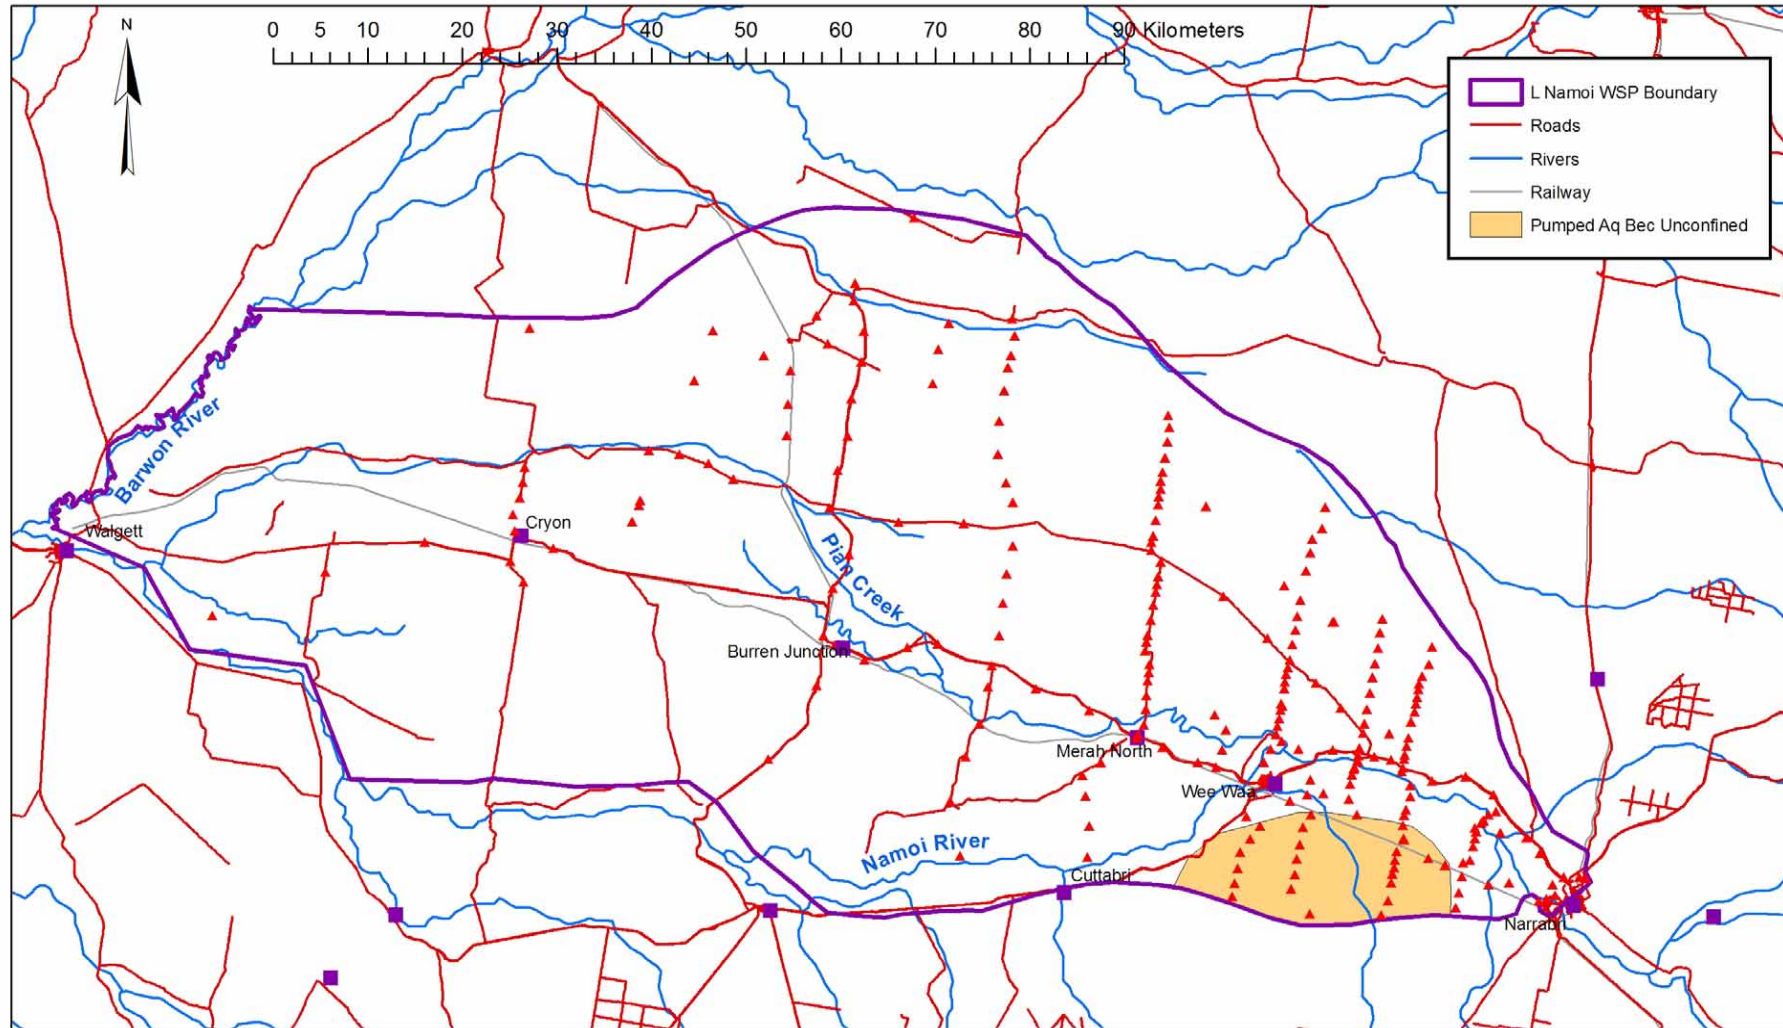 N
0 5 10 20 30 40 50 60 70 80 90 Kilometers
L Namoi WSP Boundary
Roads
Rivers
Railway
Pumped Aq Bec Unconfined
Barwon River
Walgett
Cryon
Pian Creek
Burren Junction
Merah North
Wee Waa
Namoi River
Cuttabri
Narrabri